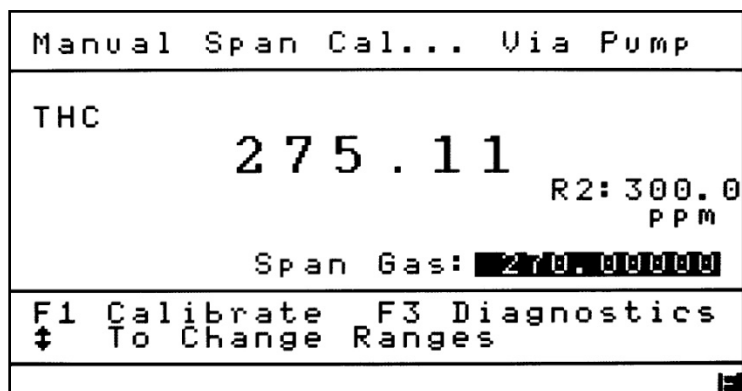 Manual Span Cal... Via Pump
THC
275.11
R2:300.0
ppm
Span Gas: 270.00000
F1 Calibrate F3 Diagnostics
↕ To Change Ranges